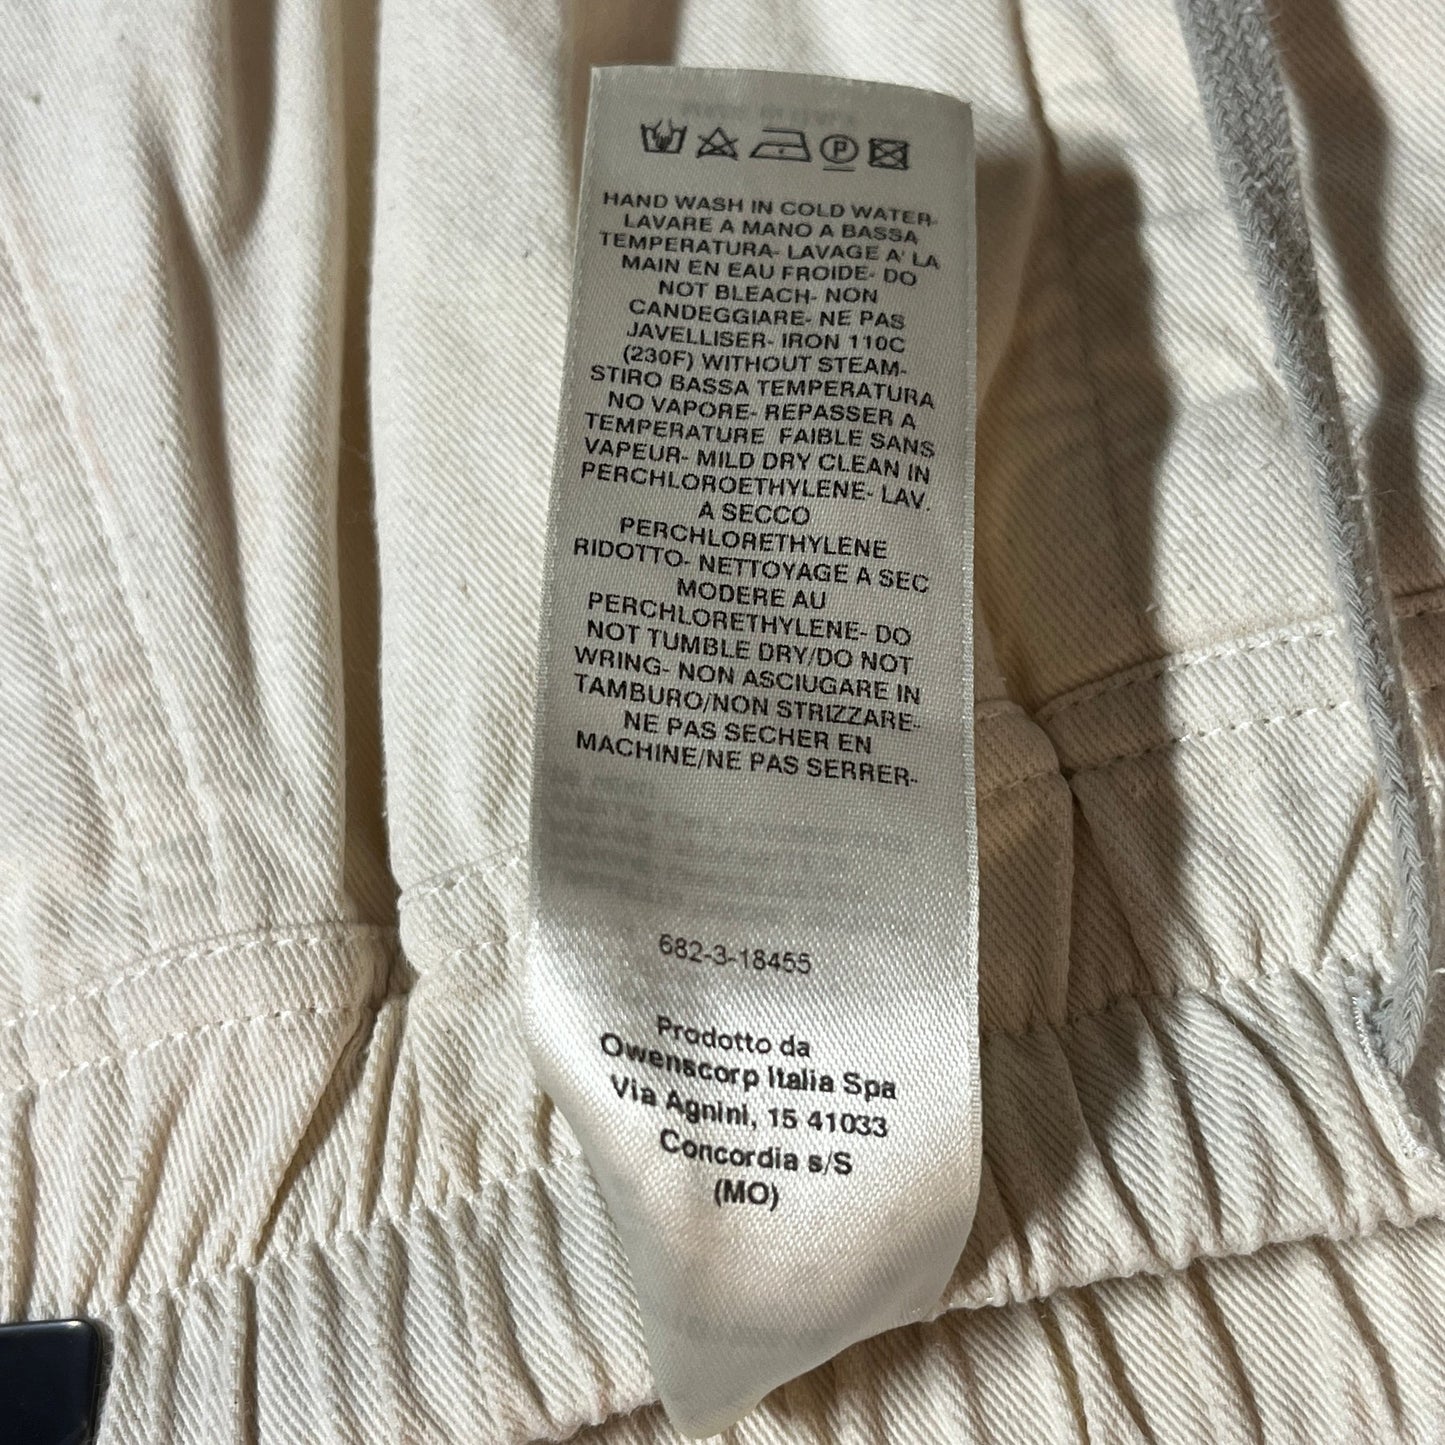 HAND WASH IN COLD WATER-
LAVARE A MANO A BASSA
TEMPERATURA- LAVAGE A' LA
MAIN EN EAU FROIDE- DO
NOT BLEACH- NON
CANDEGGIARE- NE PAS
JAVELLISER- IRON 110C
(230F) WITHOUT STEAM-
STIRO BASSA TEMPERATURA
NO VAPORE- REPASSER A
TEMPERATURE FAIBLE SANS
VAPEUR- MILD DRY CLEAN IN
PERCHLOROETHYLENE- LAV.
A SECCO
PERCHLORETHYLENE
RIDOTTO- NETTOYAGE A SEC
MODERE AU
PERCHLORETHYLENE- DO
NOT TUMBLE DRY/DO NOT
WRING- NON ASCIUGARE IN
TAMBURO/NON STRIZZARE-
NE PAS SECHER EN
MACHINE/NE PAS SERRER-
682-3-18455
Prodotto da
Owenscorp Italia Spa
Via Agnini, 15 41033
Concordia s/S
(MO)